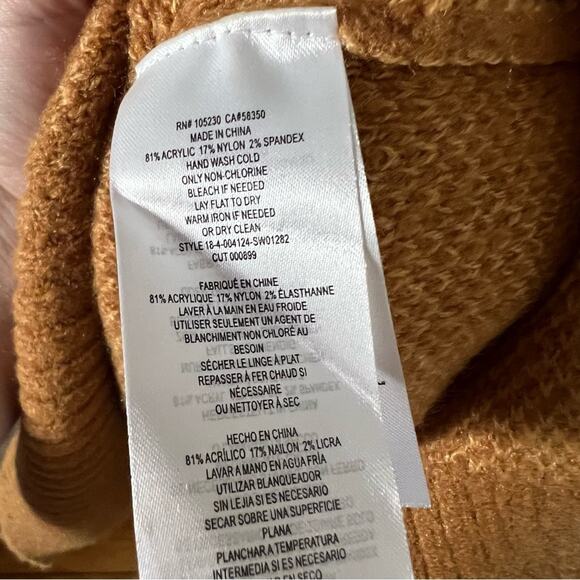 RN# 105230 CA#58350
MADE IN CHINA
81% ACRYLIC 17% NYLON 2% SPANDEX
HAND WASH COLD
ONLY NON-CHLORINE
BLEACH IF NEEDED
LAY FLAT TO DRY
WARM IRON IF NEEDED
OR DRY CLEAN
STYLE 18-4-004124-SW01282
CUT 000899
FABRIQUÉ EN CHINE
81% ACRYLIQUE 17% NYLON 2% ÉLASTHANNE
LAVER À LA MAIN EN EAU FROIDE
UTILISER SEULEMENT UN AGENT DE
BLANCHIMENT NON CHLORÉ AU
BESOIN
SÉCHER LE LINGE À PLAT
REPASSER À FER CHAUD SI
NÉCESSAIRE
OU NETTOYER À SEC
HECHO EN CHINA
81% ACRÍLICO 17% NAILON 2% LICRA
LAVAR A MANO EN AGUA FRÍA
UTILIZAR BLANQUEADOR
SIN LEJIA SI ES NECESARIO
SECAR SOBRE UNA SUPERFICIE
PLANA
PLANCHAR A TEMPERATURA
INTERMEDIA SI ES NECESARIO
EN SECO